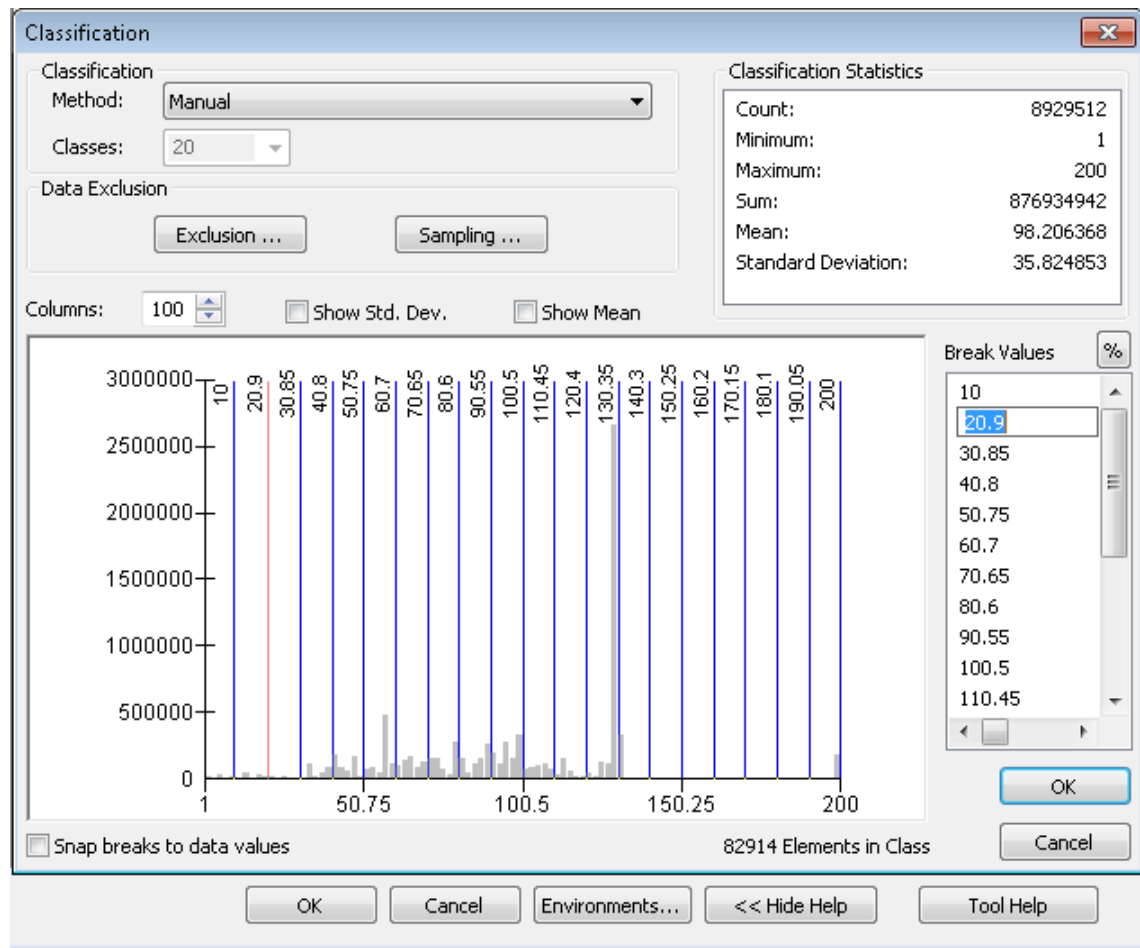 Classification
Classification
Method: Manual
Classes: 20
Data Exclusion
Exclusion ... Sampling ...
Classification Statistics
Count: 8929512
Minimum: 1
Maximum: 200
Sum: 876934942
Mean: 98.206368
Standard Deviation: 35.824853
Columns: 100 Show Std. Dev. Show Mean
10 20.9 30.85 40.8 50.75 60.7 70.65 80.6 90.55 100.5 110.45 120.4 130.35 140.3 150.25 160.2 170.15 180.1 190.05 200
3000000
2500000
2000000
1500000
1000000
500000
0
1 50.75 100.5 150.25 200
Break Values %
10
20.9
30.85
40.8
50.75
60.7
70.65
80.6
90.55
100.5
110.45
OK
Snap breaks to data values 82914 Elements in Class Cancel
OK Cancel Environments... << Hide Help Tool Help